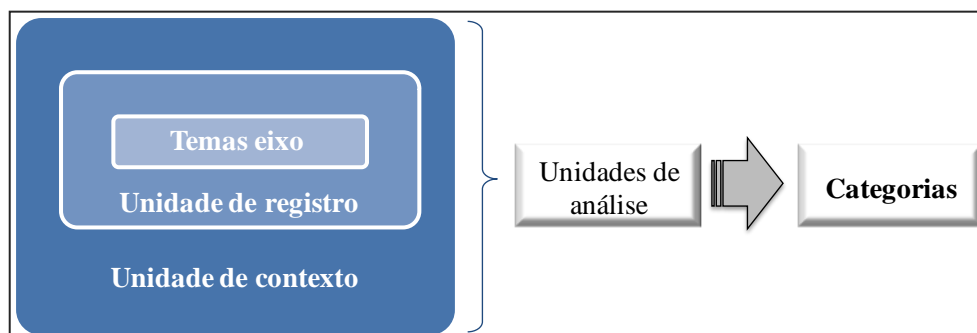 Temas eixo
Unidade de registro
Unidade de contexto
Unidades de
análise
Categorias